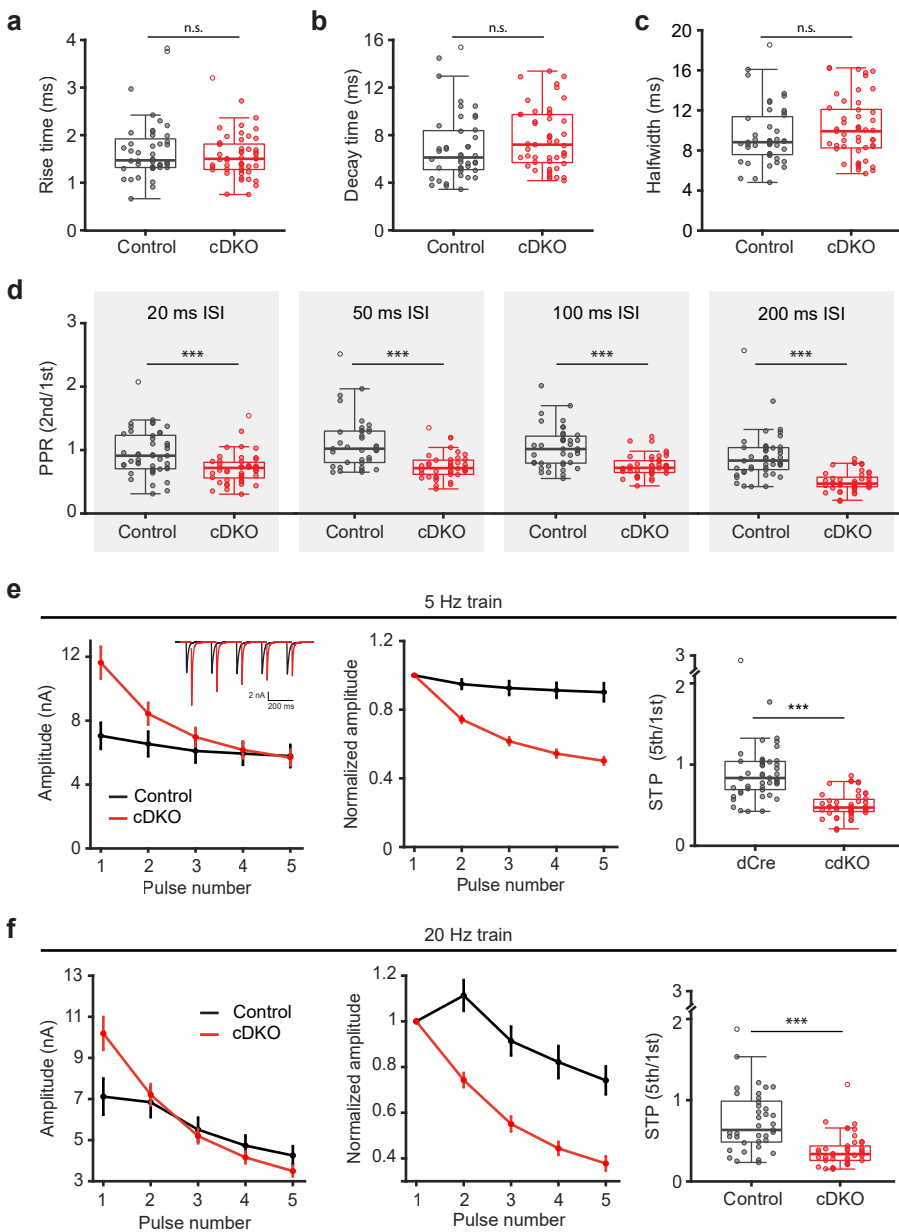 a
n.s.
Rise time (ms)
4
3
2
1
0
Control
cDKO
b
n.s.
Decay time (ms)
16
12
8
4
0
Control
cDKO
c
n.s.
Halfwidth (ms)
20
16
12
8
4
0
Control
cDKO
d
PPR (2nd/1st)
3
2
1
0
20 ms ISI
***
Control
cDKO
50 ms ISI
***
Control
cDKO
100 ms ISI
***
Control
cDKO
200 ms ISI
***
Control
cDKO
e
5 Hz train
Amplitude (nA)
12
8
4
0
2 nA
200 ms
Control
cDKO
1 2 3 4 5
Pulse number
Normalized amplitude
1.2
0.8
0.4
0
1 2 3 4 5
Pulse number
STP (5th/1st)
3
2
1
0
***
dCre
cdKO
f
20 Hz train
Amplitude (nA)
13
11
9
7
5
3
Control
cDKO
1 2 3 4 5
Pulse number
Normalized amplitude
1.2
1
0.8
0.6
0.4
1 2 3 4 5
Pulse number
STP (5th/1st)
3
2
1
0
***
Control
cDKO